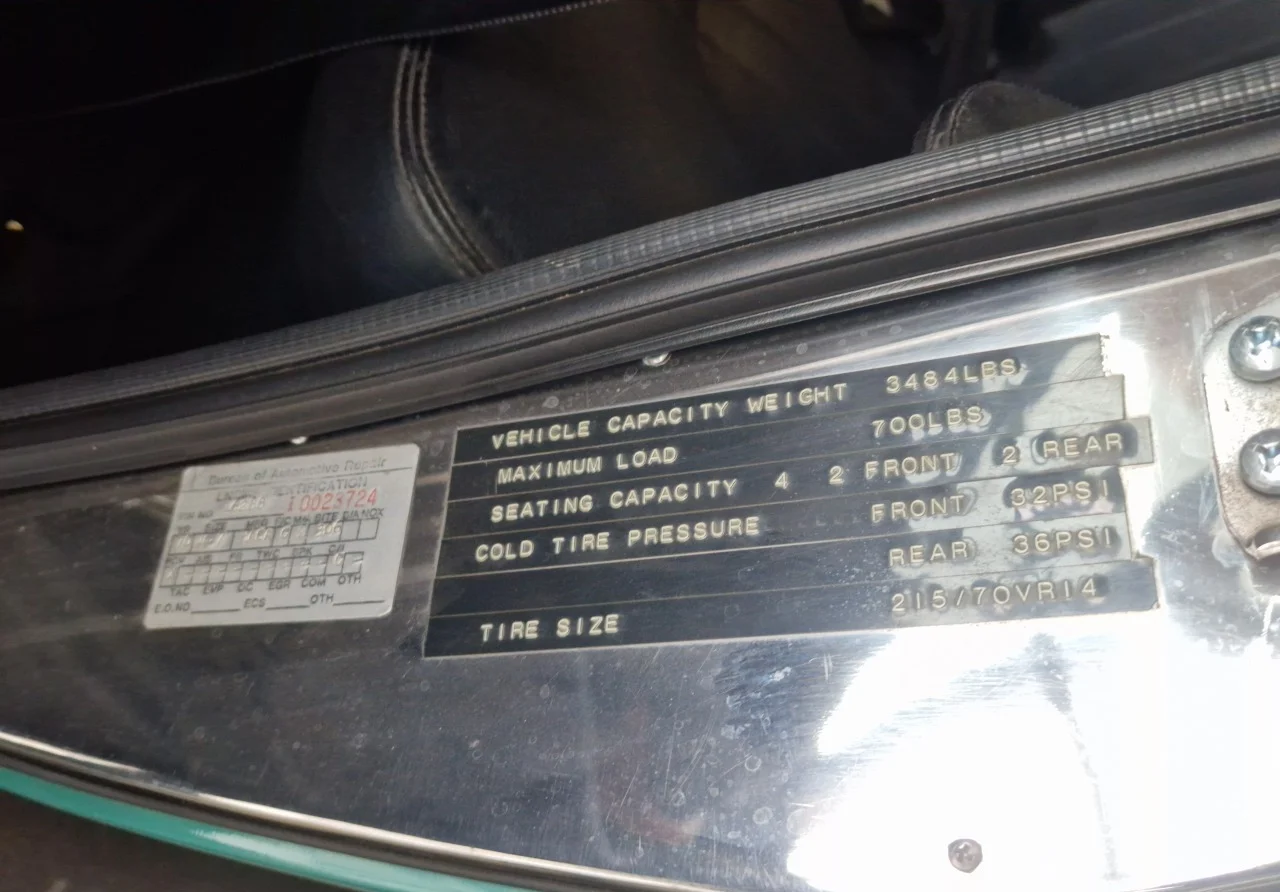 VEHICLE CAPACITY WEIGHT 3484LBS
MAXIMUM LOAD 700LBS
SEATING CAPACITY 4 2 FRONT 2 REAR
COLD TIRE PRESSURE FRONT 32PSI
REAR 36PSI
TIRE SIZE 215/70VR14
Bureau of Automotive Repair
TAC EVP OC EGR COM OTH
E.O.NO ECS OTH